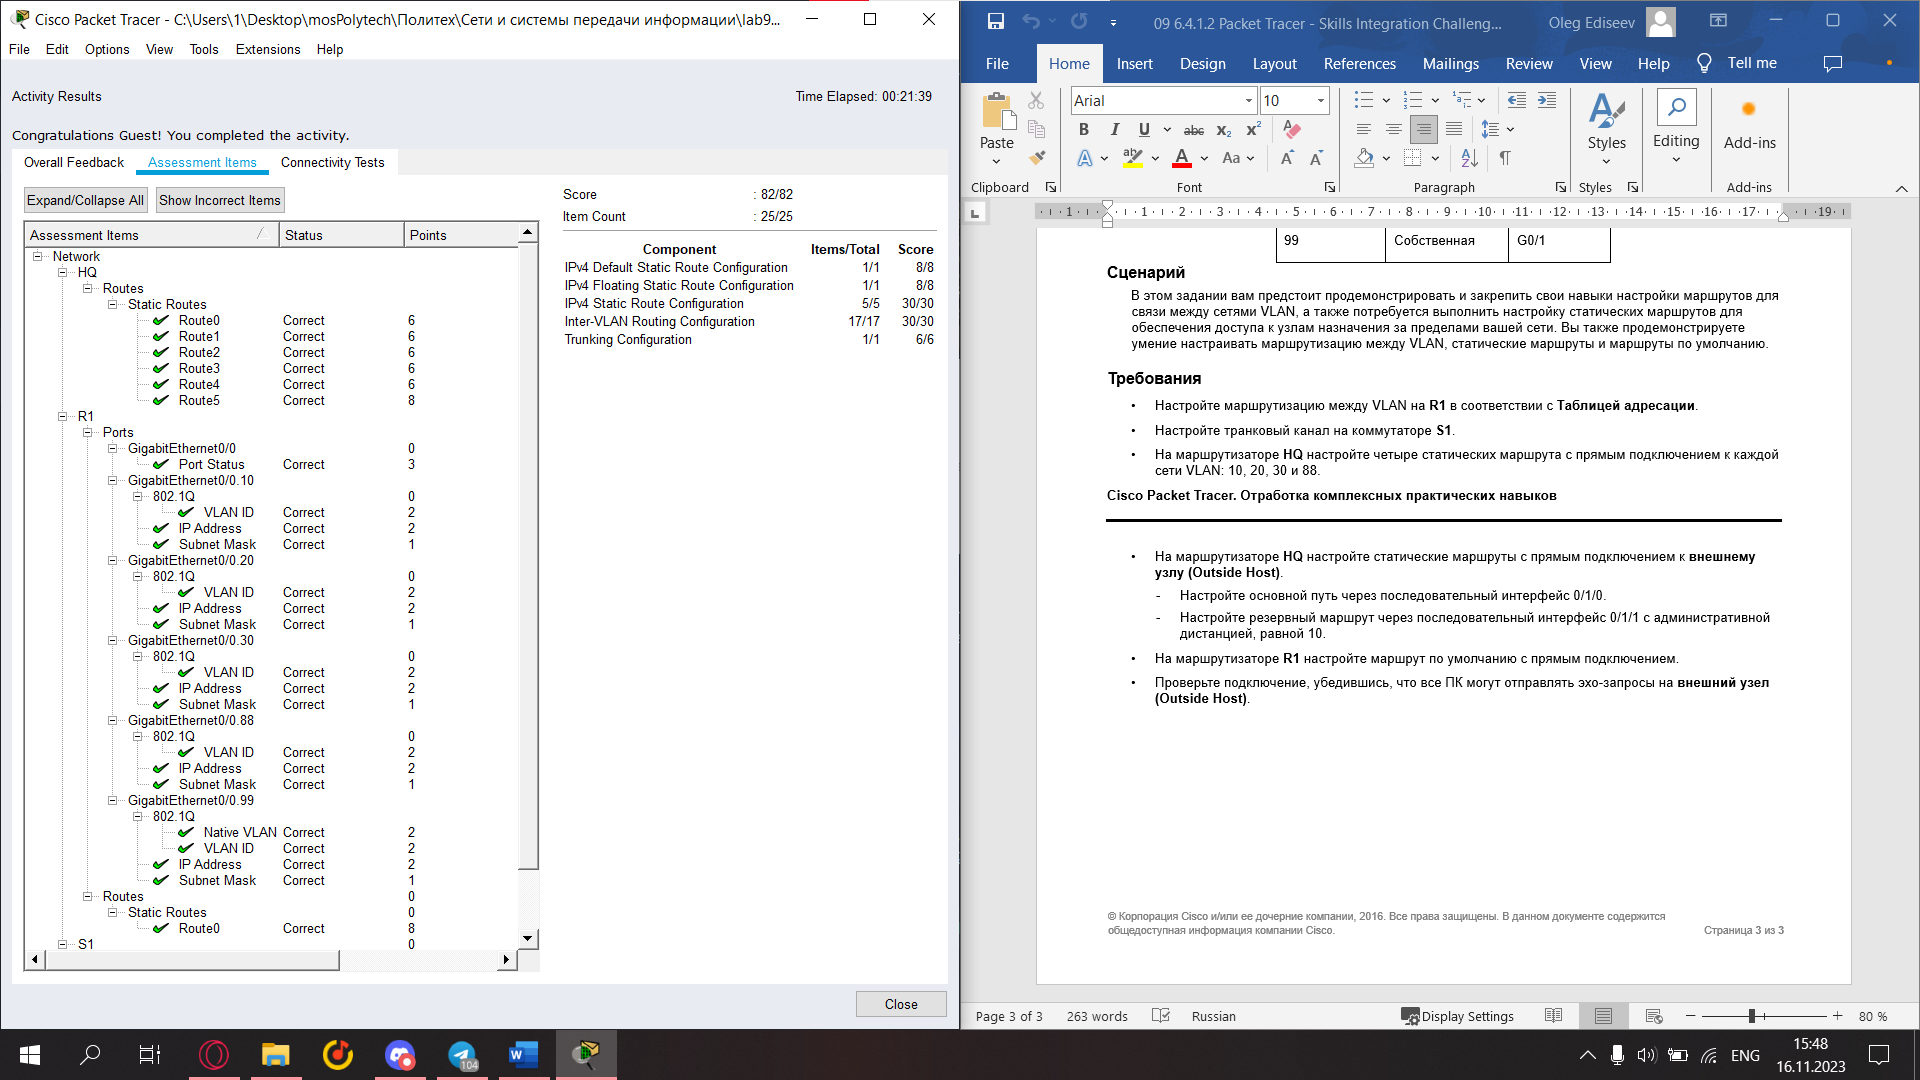 Cisco Packet Tracer - C:\Users\1\Desktop\mosPolytech\Политех\Сети и системы передачи информации\lab9...
File Edit Options View Tools Extensions Help
Activity Results
Time Elapsed: 00:21:39
Congratulations Guest! You completed the activity.
Overall Feedback Assessment Items Connectivity Tests
Expand/Collapse All Show Incorrect Items
Assessment Items Status Points
Network
HQ
Routes
Static Routes
Route0 Correct 6
Route1 Correct 6
Route2 Correct 6
Route3 Correct 6
Route4 Correct 6
Route5 Correct 8
R1
Ports
GigabitEthernet0/0 0
Port Status Correct 3
GigabitEthernet0/0.10
802.1Q 0
VLAN ID Correct 2
IP Address Correct 2
Subnet Mask Correct 1
GigabitEthernet0/0.20
802.1Q 0
VLAN ID Correct 2
IP Address Correct 2
Subnet Mask Correct 1
GigabitEthernet0/0.30
802.1Q 0
VLAN ID Correct 2
IP Address Correct 2
Subnet Mask Correct 1
GigabitEthernet0/0.88
802.1Q 0
VLAN ID Correct 2
IP Address Correct 2
Subnet Mask Correct 1
GigabitEthernet0/0.99
802.1Q
Native VLAN Correct 2
VLAN ID Correct 2
IP Address Correct 2
Subnet Mask Correct 1
Routes 0
Static Routes 0
Route0 Correct 8
S1 0
Score : 82/82
Item Count : 25/25
Component Items/Total Score
IPv4 Default Static Route Configuration 1/1 8/8
IPv4 Floating Static Route Configuration 1/1 8/8
IPv4 Static Route Configuration 5/5 30/30
Inter-VLAN Routing Configuration 17/17 30/30
Trunking Configuration 1/1 6/6
Close
09 6.4.1.2 Packet Tracer - Skills Integration Challeng...
Oleg Ediseev
File Home Insert Design Layout References Mailings Review View Help Tell me
Paste
Arial 10
Styles
Editing
Add-ins
Clipboard Font Paragraph Styles Add-ins
1 1 2 3 4 5 6 7 8 9 10 11 12 13 14 15 16 17 19
99 Собственная G0/1
Сценарий
В этом задании вам предстоит продемонстрировать и закрепить свои навыки настройки маршрутов для
связи между сетями VLAN, а также потребуется выполнить настройку статических маршрутов для
обеспечения доступа к узлам назначения за пределами вашей сети. Вы также продемонстрируете
умение настраивать маршрутизацию между VLAN, статические маршруты и маршруты по умолчанию.
Требования
• Настройте маршрутизацию между VLAN на R1 в соответствии с Таблицей адресации.
• Настройте транковый канал на коммутаторе S1.
• На маршрутизаторе HQ настройте четыре статических маршрута с прямым подключением к каждой
сети VLAN: 10, 20, 30 и 88.
Cisco Packet Tracer. Отработка комплексных практических навыков
• На маршрутизаторе HQ настройте статические маршруты с прямым подключением к внешнему
узлу (Outside Host).
- Настройте основной путь через последовательный интерфейс 0/1/0.
- Настройте резервный маршрут через последовательный интерфейс 0/1/1 с административной
дистанцией, равной 10.
• На маршрутизаторе R1 настройте маршрут по умолчанию с прямым подключением.
• Проверьте подключение, убедившись, что все ПК могут отправлять эхо-запросы на внешний узел
(Outside Host).
© Корпорация Cisco и/или ее дочерние компании, 2016. Все права защищены. В данном документе содержится
общедоступная информация компании Cisco.
Страница 3 из 3
Page 3 of 3 263 words Russian Display Settings 80 %
104
ENG
15:48
16.11.2023